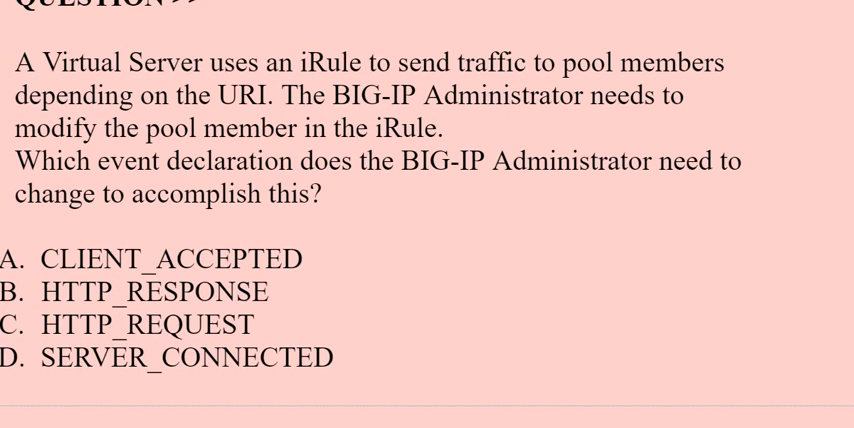 A Virtual Server uses an iRule to send traffic to pool members
depending on the URI. The BIG-IP Administrator needs to
modify the pool member in the iRule.
Which event declaration does the BIG-IP Administrator need to
change to accomplish this?
A. CLIENT_ACCEPTED
B. HTTP_RESPONSE
C. HTTP_REQUEST
D. SERVER_CONNECTED